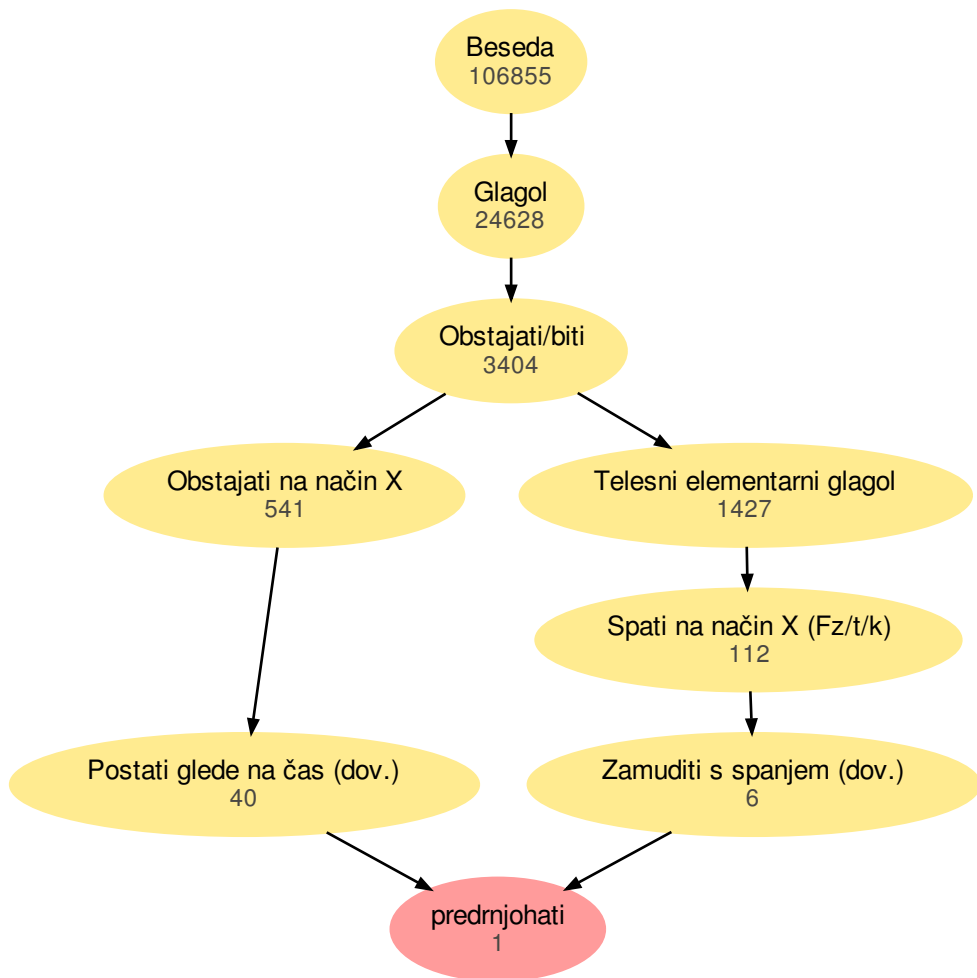 Beseda
106855
Glagol
24628
Obstajati/biti
3404
Obstajati na način X
541
Telesni elementarni glagol
1427
Spati na način X (Fz/t/k)
112
Postati glede na čas (dov.)
40
Zamuditi s spanjem (dov.)
6
predrnjohati
1